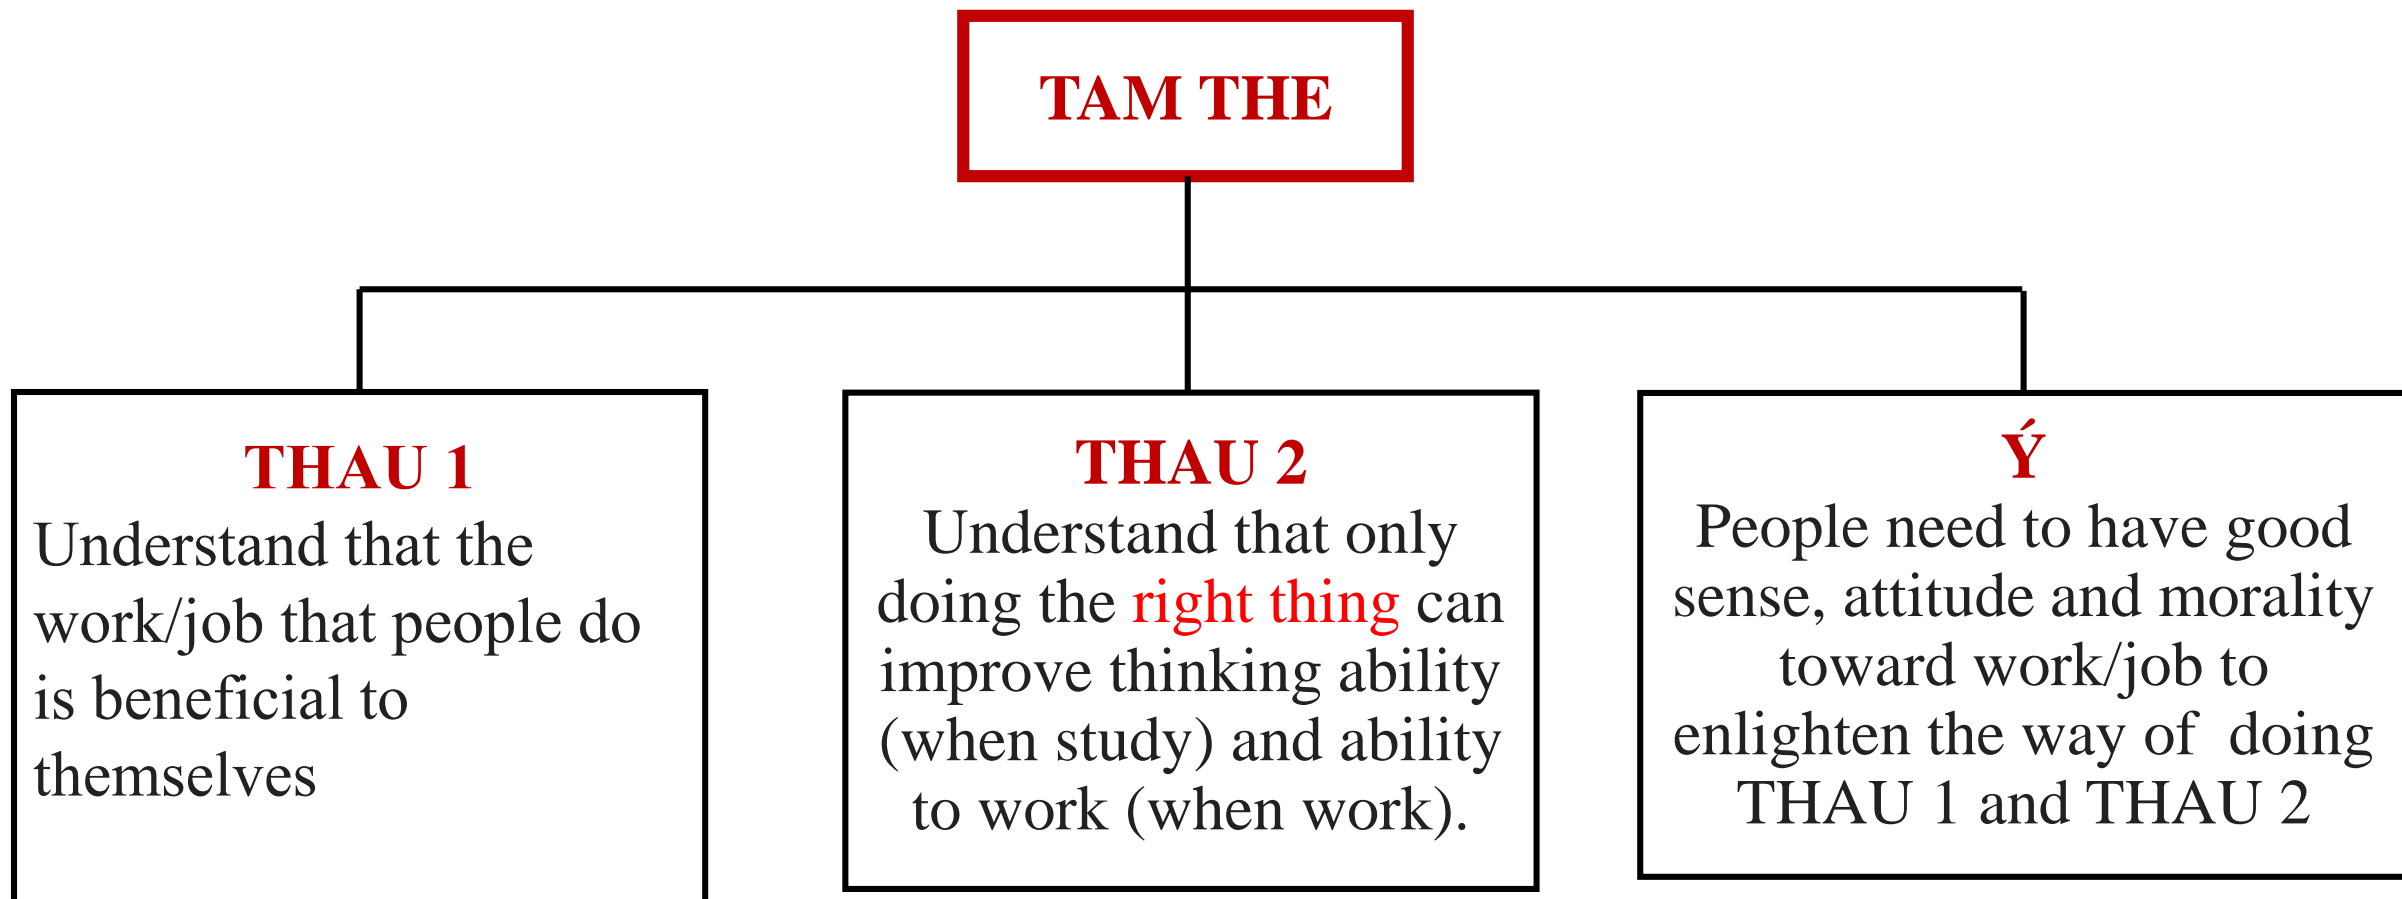 TAM THE
THAU 1
Understand that the
work/job that people do
is beneficial to
themselves
THAU 2
Understand that only
doing the right thing can
improve thinking ability
(when study) and ability
to work (when work).
Ý
People need to have good
sense, attitude and morality
toward work/job to
enlighten the way of  doing
THAU 1 and THAU 2